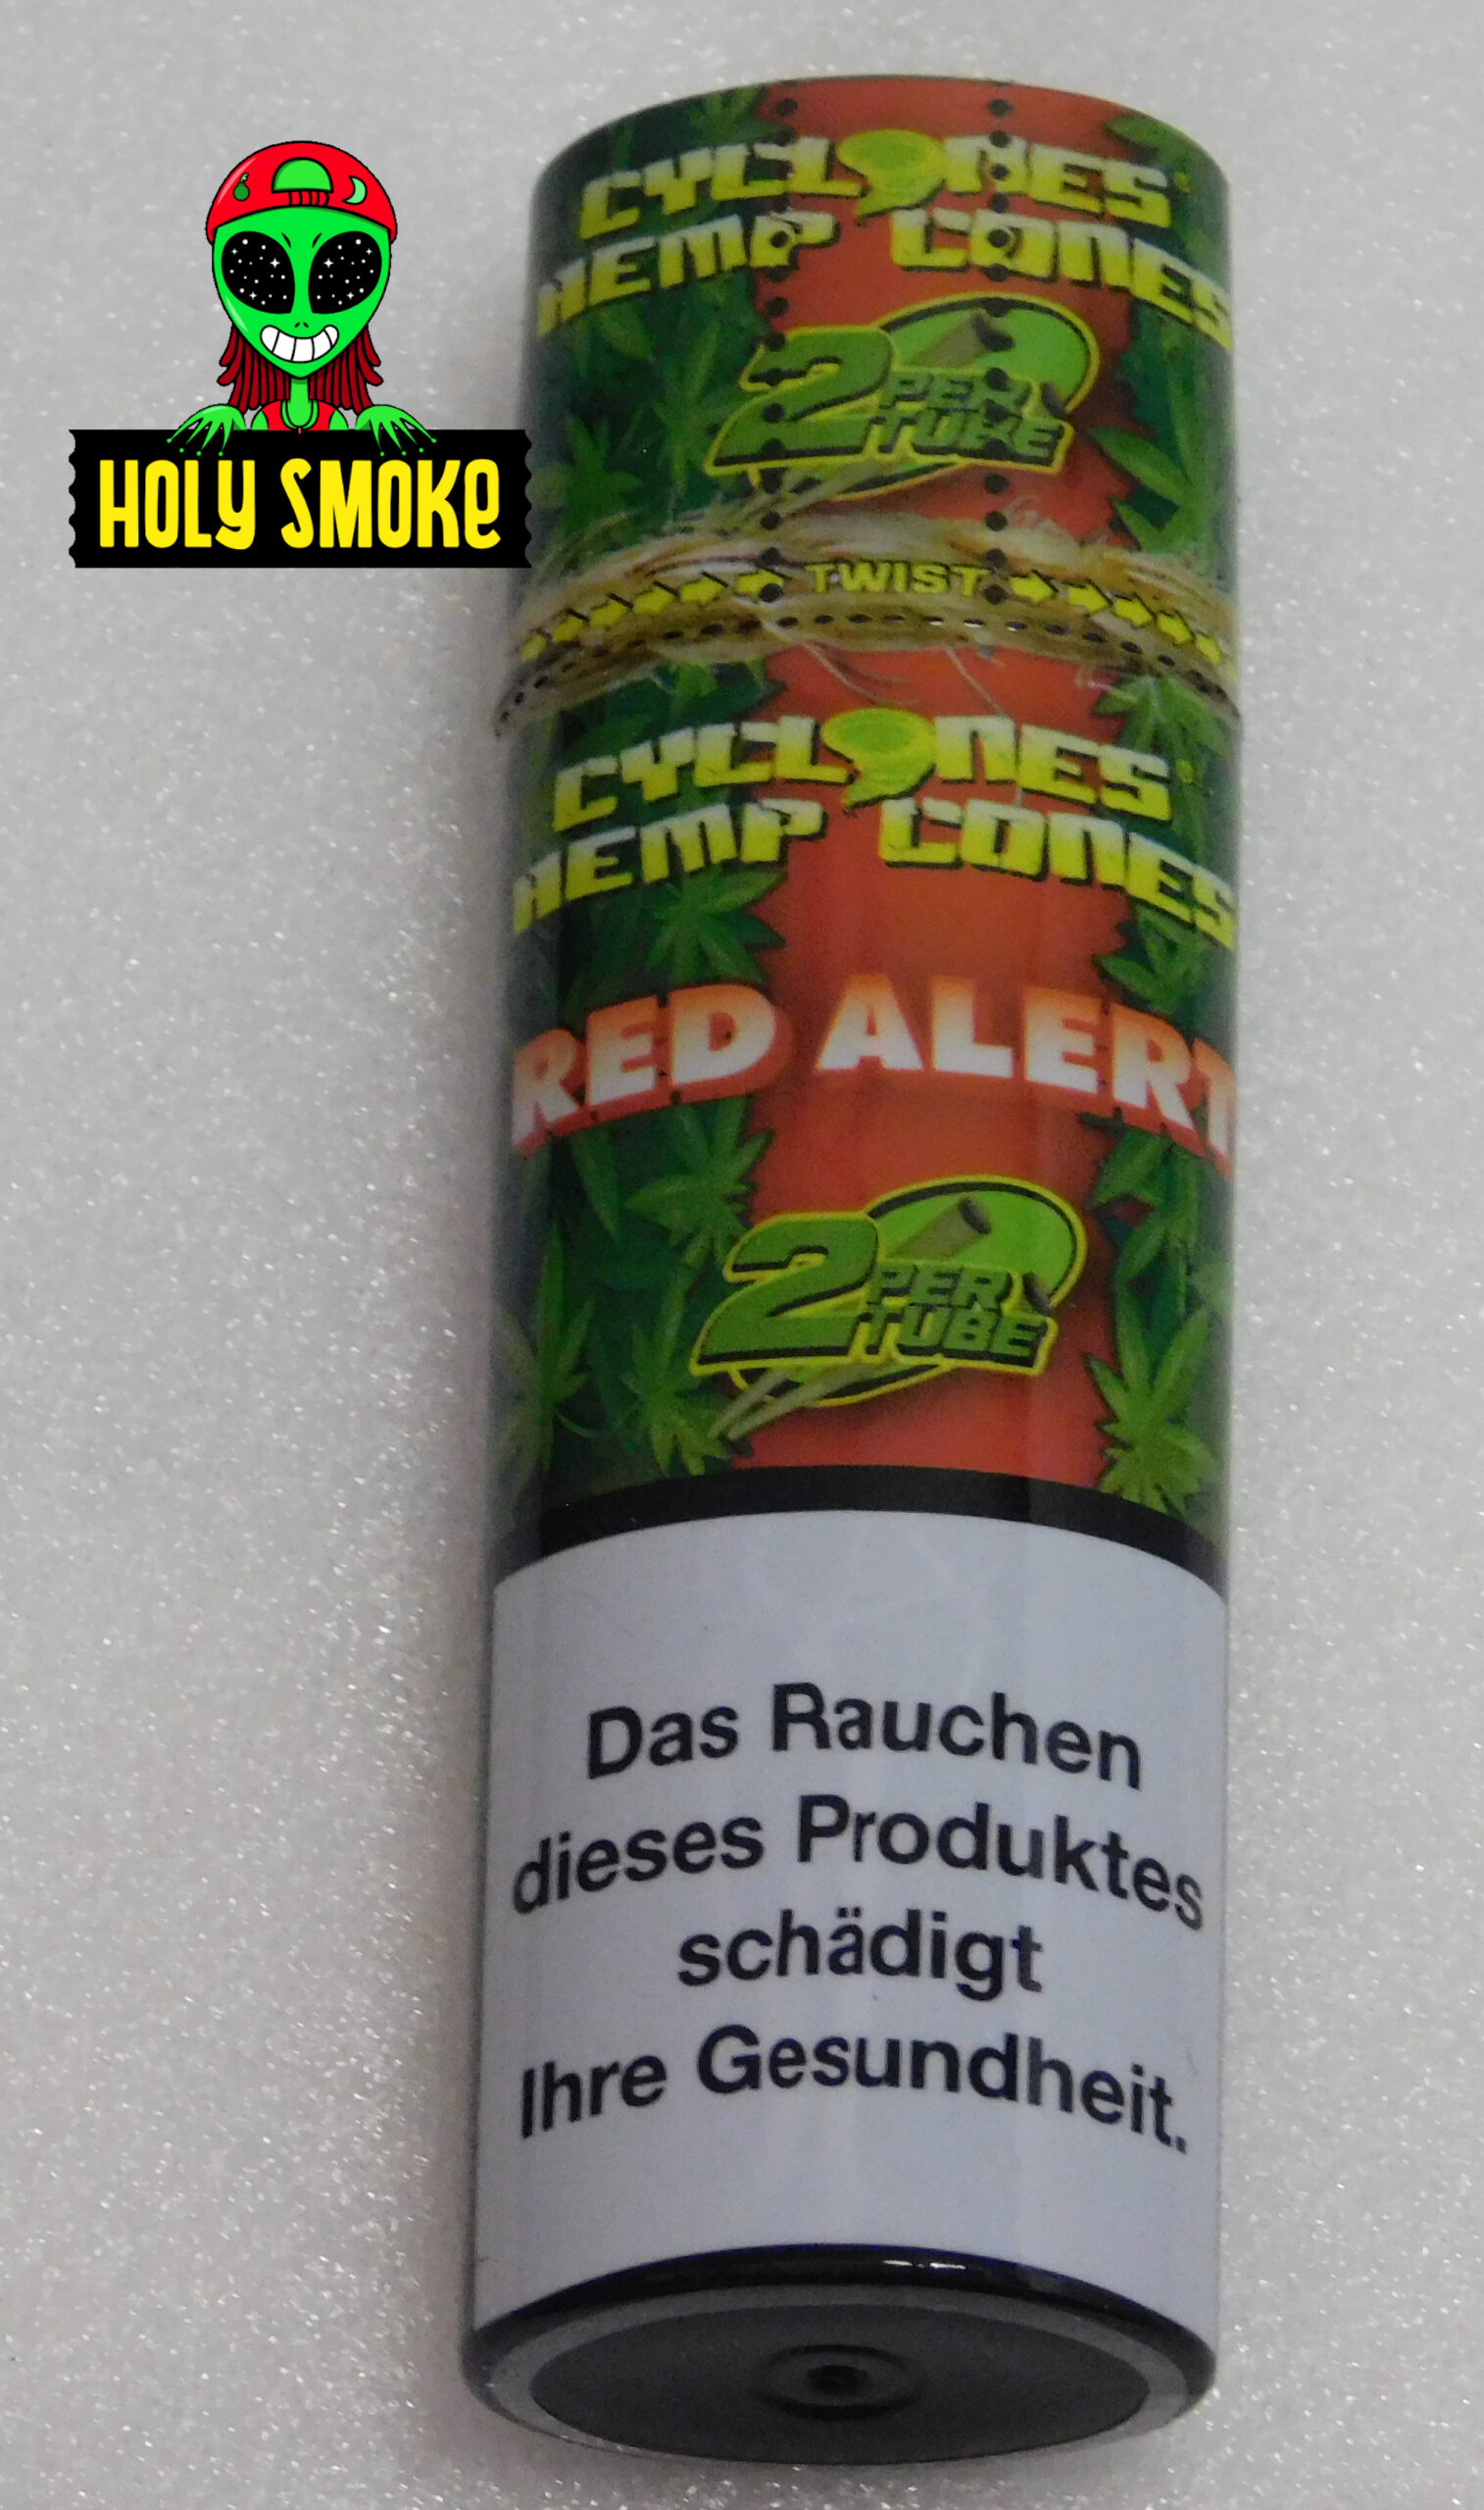 HOLY SMOKE
CYCLONES
HEMP CONES
2 PER
TUBE
TWIST
CYCLONES
HEMP CONES
RED ALERT
2 PER
TUBE
Das Rauchen
dieses Produktes
schädigt
Ihre Gesundheit.